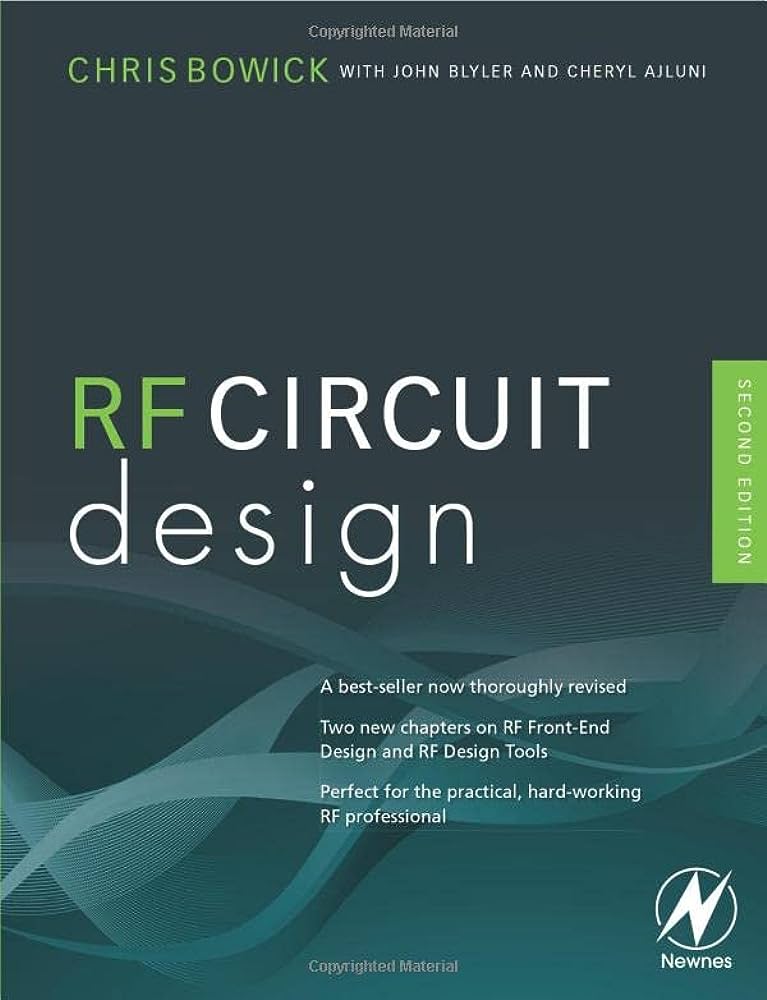 Copyrighted Material
CHRIS BOWICK WITH JOHN BLYLER AND CHERYL AJLUNI
RF CIRCUIT
design
SECOND EDITION
A best-seller now thoroughly revised
Two new chapters on RF Front-End
Design and RF Design Tools
Perfect for the practical, hard-working
RF professional
Newnes
Copyrighted Material